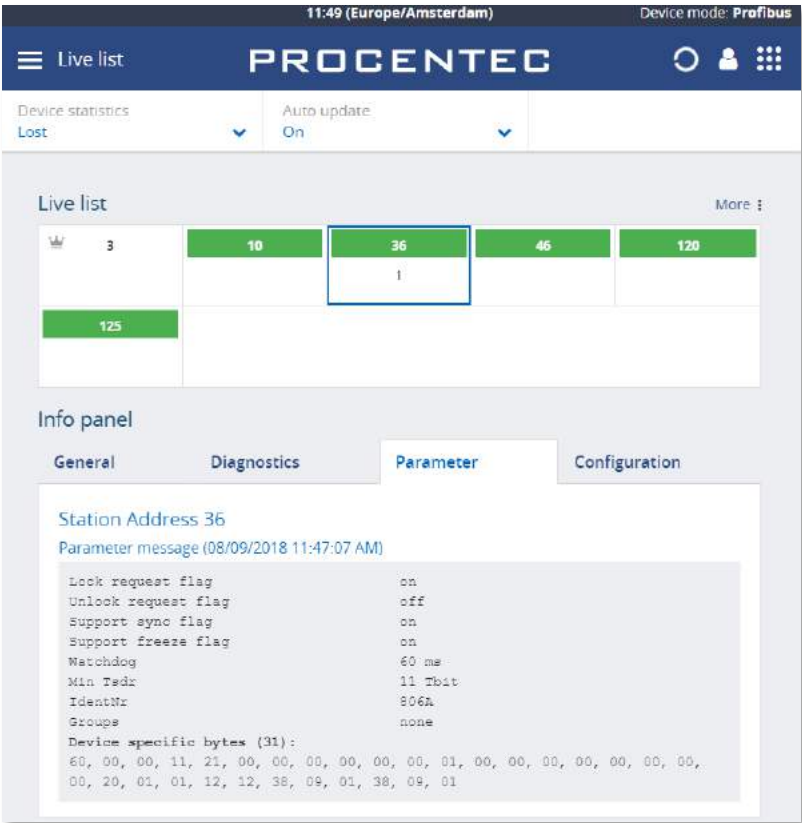 11:49 (Europe/Amsterdam) Device mode: Profibus
Live list PROCENTEC
Device statistics Auto update
Lost On
Live list More
3 10 36 46 120
1
125
Info panel
General Diagnostics Parameter Configuration
Station Address 36
Parameter message (08/09/2018 11:47:07 AM)
Lock request flag on
Unlock request flag off
Support sync flag on
Support freeze flag on
Watchdog 60 ms
Min Tsdr 11 Tbit
IdentNr 806A
Groups none
Device specific bytes (31):
60, 00, 00, 11, 21, 00, 00, 00, 00, 00, 00, 01, 00, 00, 00, 00, 00, 00, 00,
00, 20, 01, 01, 12, 12, 38, 09, 01, 38, 09, 01